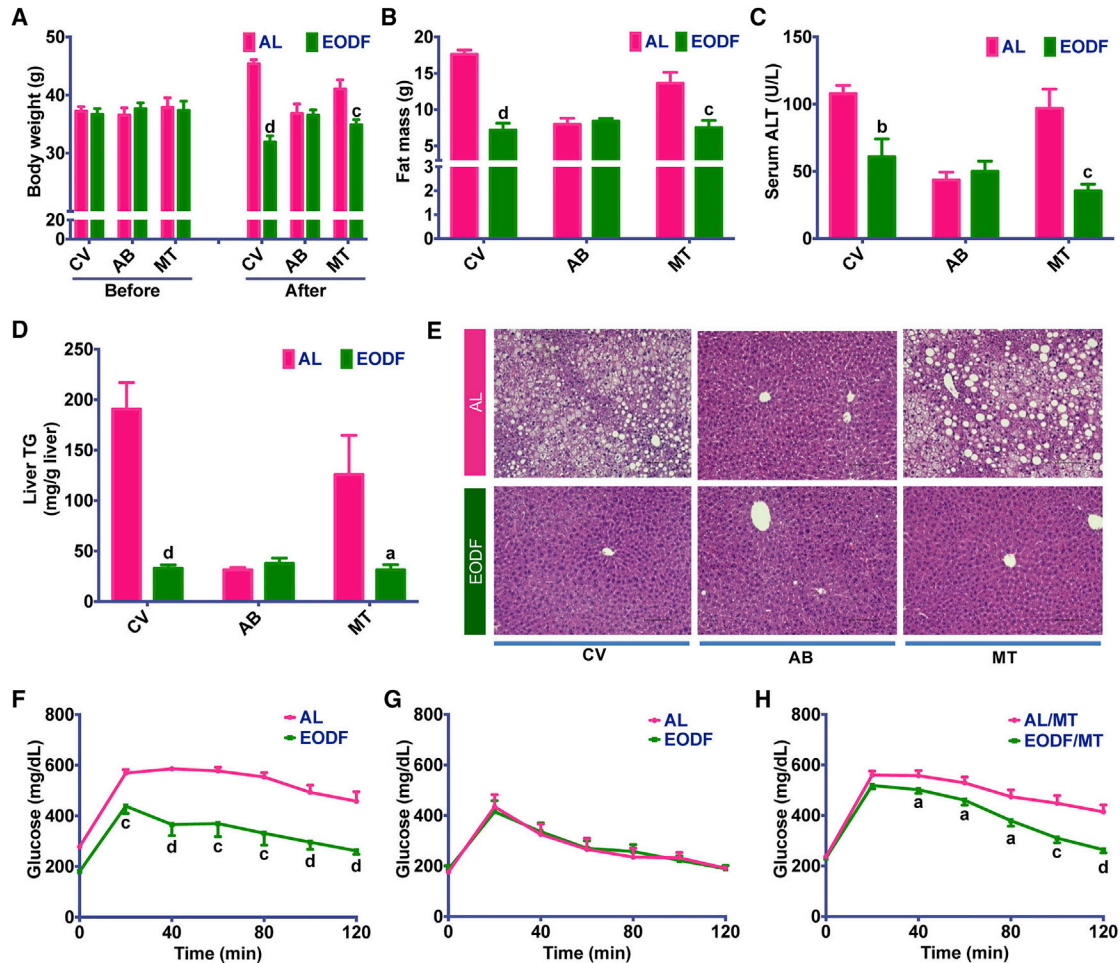 A
AL
EODF
Body weight (g)
50
40
30
20
0
CV
AB
MT
CV
AB
MT
Before
After
d
c
B
AL
EODF
Fat mass (g)
20
15
10
5
3
2
1
0
CV
AB
MT
d
c
C
AL
EODF
Serum ALT (U/L)
150
100
50
0
CV
AB
MT
b
c
D
AL
EODF
Liver TG
(mg/g liver)
250
200
150
100
50
0
CV
AB
MT
d
a
E
AL
EODF
CV
AB
MT
F
AL
EODF
Glucose (mg/dL)
800
600
400
200
0
c
d
c
c
d
d
0
40
80
120
Time (min)
G
AL
EODF
Glucose (mg/dL)
800
600
400
200
0
0
40
80
120
Time (min)
H
AL/MT
EODF/MT
Glucose (mg/dL)
800
600
400
200
0
a
a
a
c
d
0
40
80
120
Time (min)